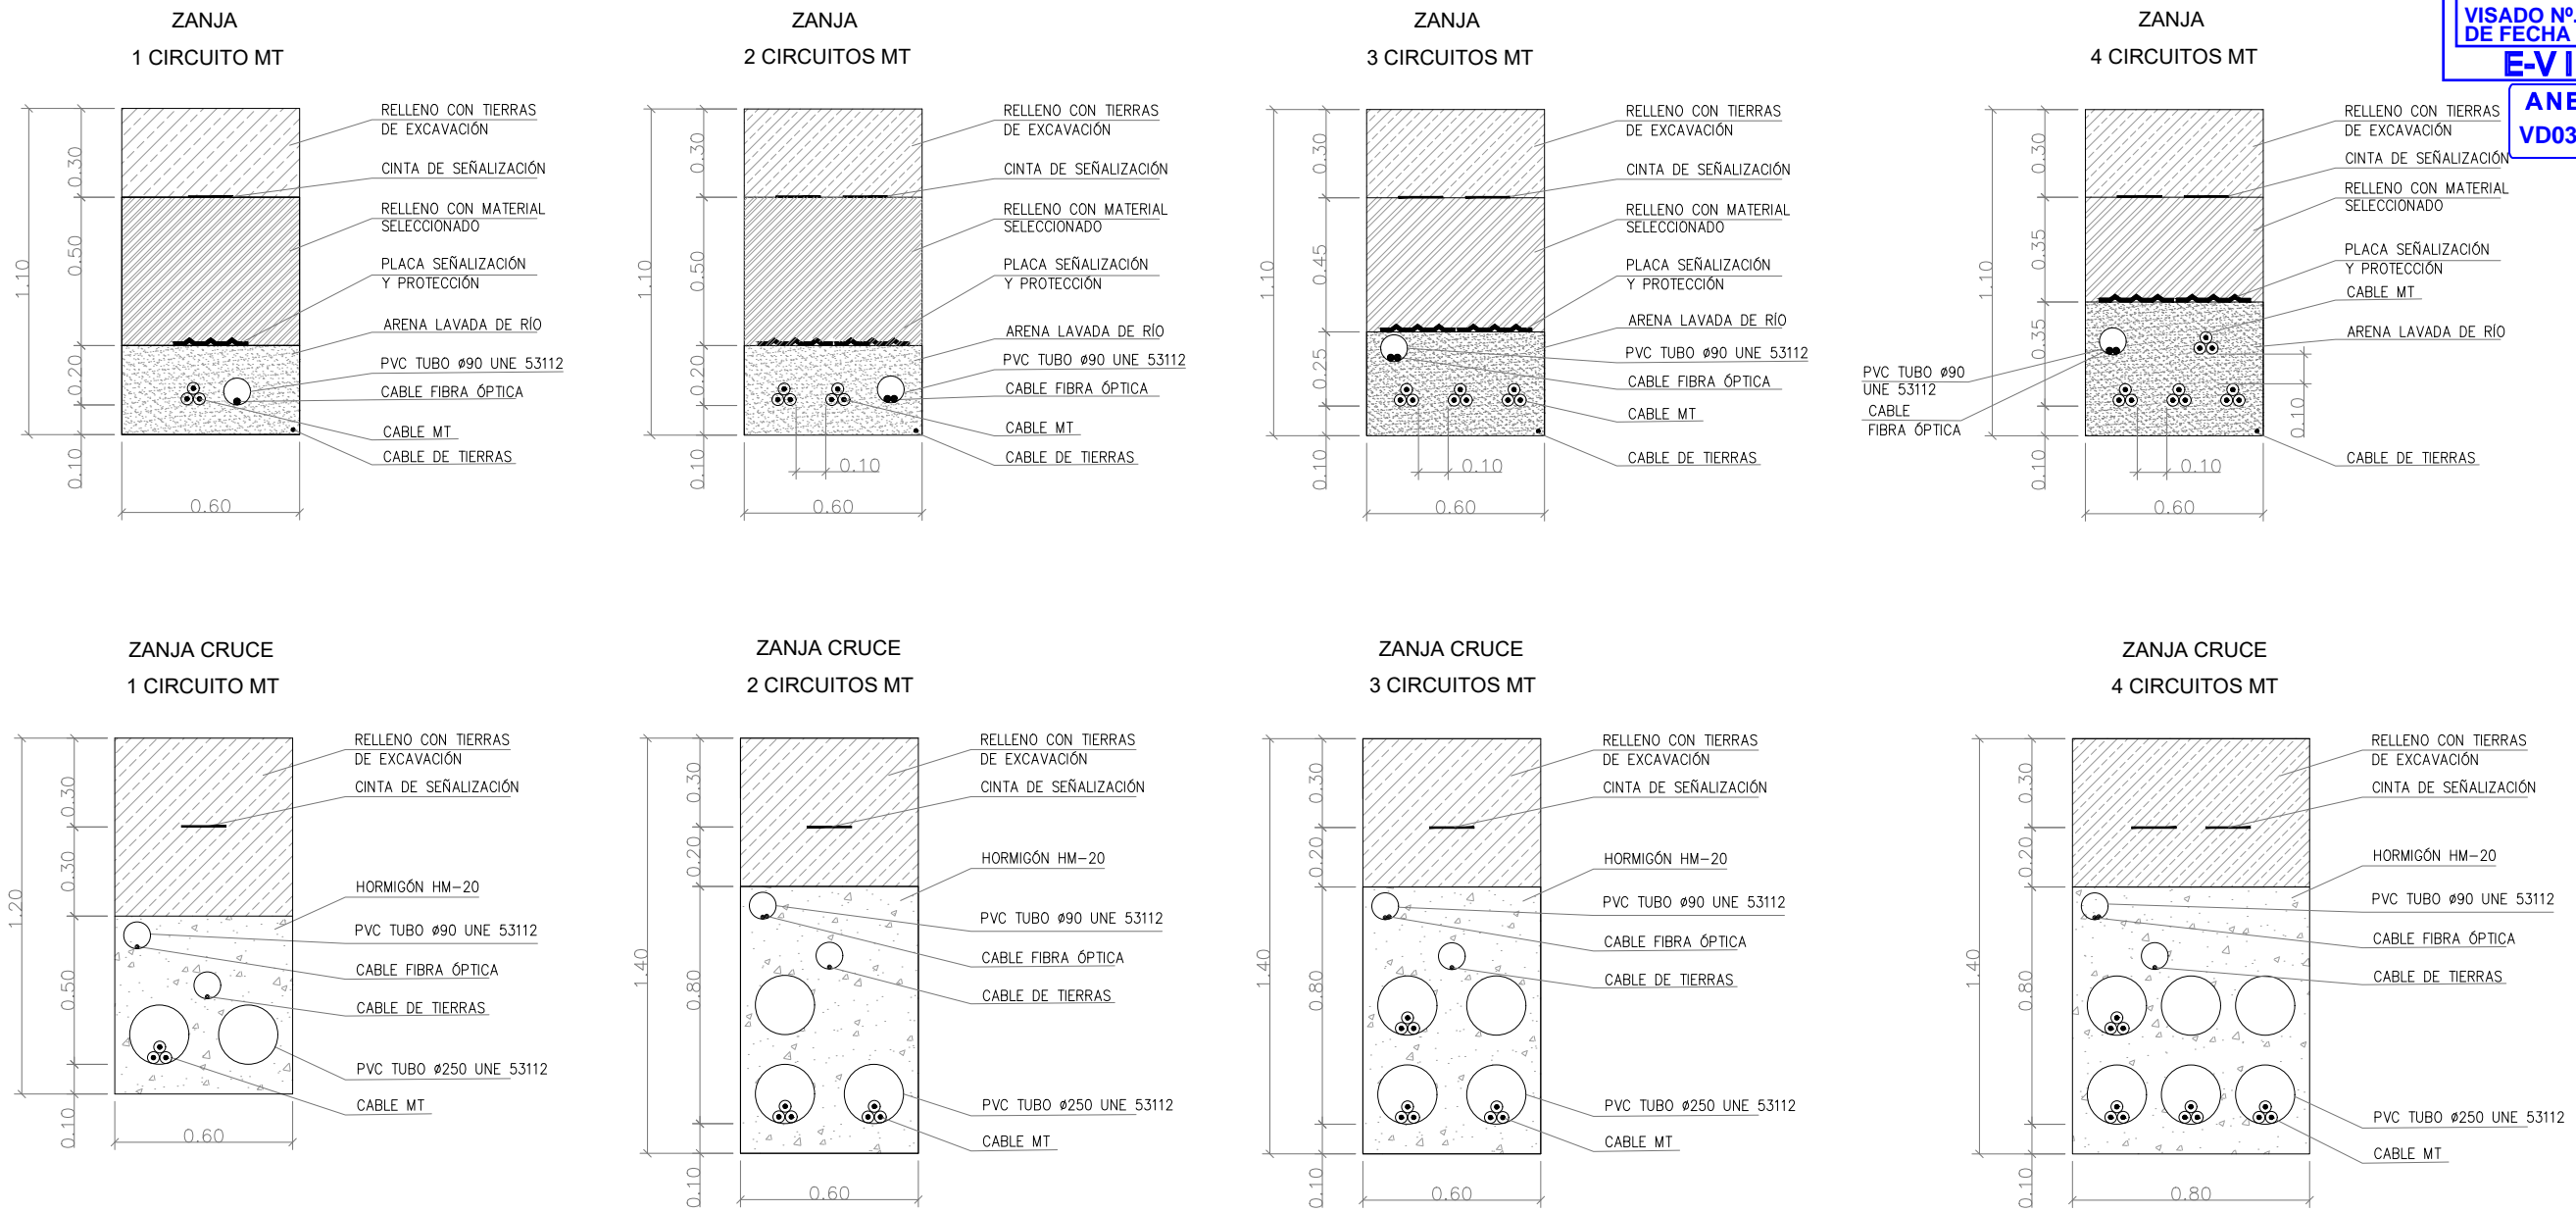 ZANJA
1 CIRCUITO MT
RELLENO CON TIERRAS
DE EXCAVACIÓN
CINTA DE SEÑALIZACIÓN
RELLENO CON MATERIAL
SELECCIONADO
PLACA SEÑALIZACIÓN
Y PROTECCIÓN
ARENA LAVADA DE RÍO
PVC TUBO Ø90 UNE 53112
CABLE FIBRA ÓPTICA
CABLE MT
CABLE DE TIERRAS
1.10
0.30
0.50
0.20
0.10
0.60
ZANJA
2 CIRCUITOS MT
RELLENO CON TIERRAS
DE EXCAVACIÓN
CINTA DE SEÑALIZACIÓN
RELLENO CON MATERIAL
SELECCIONADO
PLACA SEÑALIZACIÓN
Y PROTECCIÓN
ARENA LAVADA DE RÍO
PVC TUBO Ø90 UNE 53112
CABLE FIBRA ÓPTICA
CABLE MT
CABLE DE TIERRAS
1.10
0.30
0.50
0.20
0.10
0.10
0.60
ZANJA
3 CIRCUITOS MT
RELLENO CON TIERRAS
DE EXCAVACIÓN
CINTA DE SEÑALIZACIÓN
RELLENO CON MATERIAL
SELECCIONADO
PLACA SEÑALIZACIÓN
Y PROTECCIÓN
ARENA LAVADA DE RÍO
PVC TUBO Ø90 UNE 53112
CABLE FIBRA ÓPTICA
CABLE MT
CABLE DE TIERRAS
1.10
0.30
0.45
0.25
0.10
0.10
0.60
ZANJA
4 CIRCUITOS MT
RELLENO CON TIERRAS
DE EXCAVACIÓN
CINTA DE SEÑALIZACIÓN
RELLENO CON MATERIAL
SELECCIONADO
PLACA SEÑALIZACIÓN
Y PROTECCIÓN
CABLE MT
ARENA LAVADA DE RÍO
PVC TUBO Ø90
UNE 53112
CABLE
FIBRA ÓPTICA
CABLE DE TIERRAS
1.10
0.30
0.35
0.35
0.10
0.10
0.10
0.60
VISADO Nº.
DE FECHA
E-V I
ANE
VD03
ZANJA CRUCE
1 CIRCUITO MT
RELLENO CON TIERRAS
DE EXCAVACIÓN
CINTA DE SEÑALIZACIÓN
HORMIGÓN HM-20
PVC TUBO Ø90 UNE 53112
CABLE FIBRA ÓPTICA
CABLE DE TIERRAS
PVC TUBO Ø250 UNE 53112
CABLE MT
1.20
0.30
0.30
0.50
0.10
0.60
ZANJA CRUCE
2 CIRCUITOS MT
RELLENO CON TIERRAS
DE EXCAVACIÓN
CINTA DE SEÑALIZACIÓN
HORMIGÓN HM-20
PVC TUBO Ø90 UNE 53112
CABLE FIBRA ÓPTICA
CABLE DE TIERRAS
PVC TUBO Ø250 UNE 53112
CABLE MT
1.40
0.30
0.20
0.80
0.10
0.60
ZANJA CRUCE
3 CIRCUITOS MT
RELLENO CON TIERRAS
DE EXCAVACIÓN
CINTA DE SEÑALIZACIÓN
HORMIGÓN HM-20
PVC TUBO Ø90 UNE 53112
CABLE FIBRA ÓPTICA
CABLE DE TIERRAS
PVC TUBO Ø250 UNE 53112
CABLE MT
1.40
0.30
0.20
0.80
0.10
0.60
ZANJA CRUCE
4 CIRCUITOS MT
RELLENO CON TIERRAS
DE EXCAVACIÓN
CINTA DE SEÑALIZACIÓN
HORMIGÓN HM-20
PVC TUBO Ø90 UNE 53112
CABLE FIBRA ÓPTICA
CABLE DE TIERRAS
PVC TUBO Ø250 UNE 53112
CABLE MT
1.40
0.30
0.20
0.80
0.10
0.80